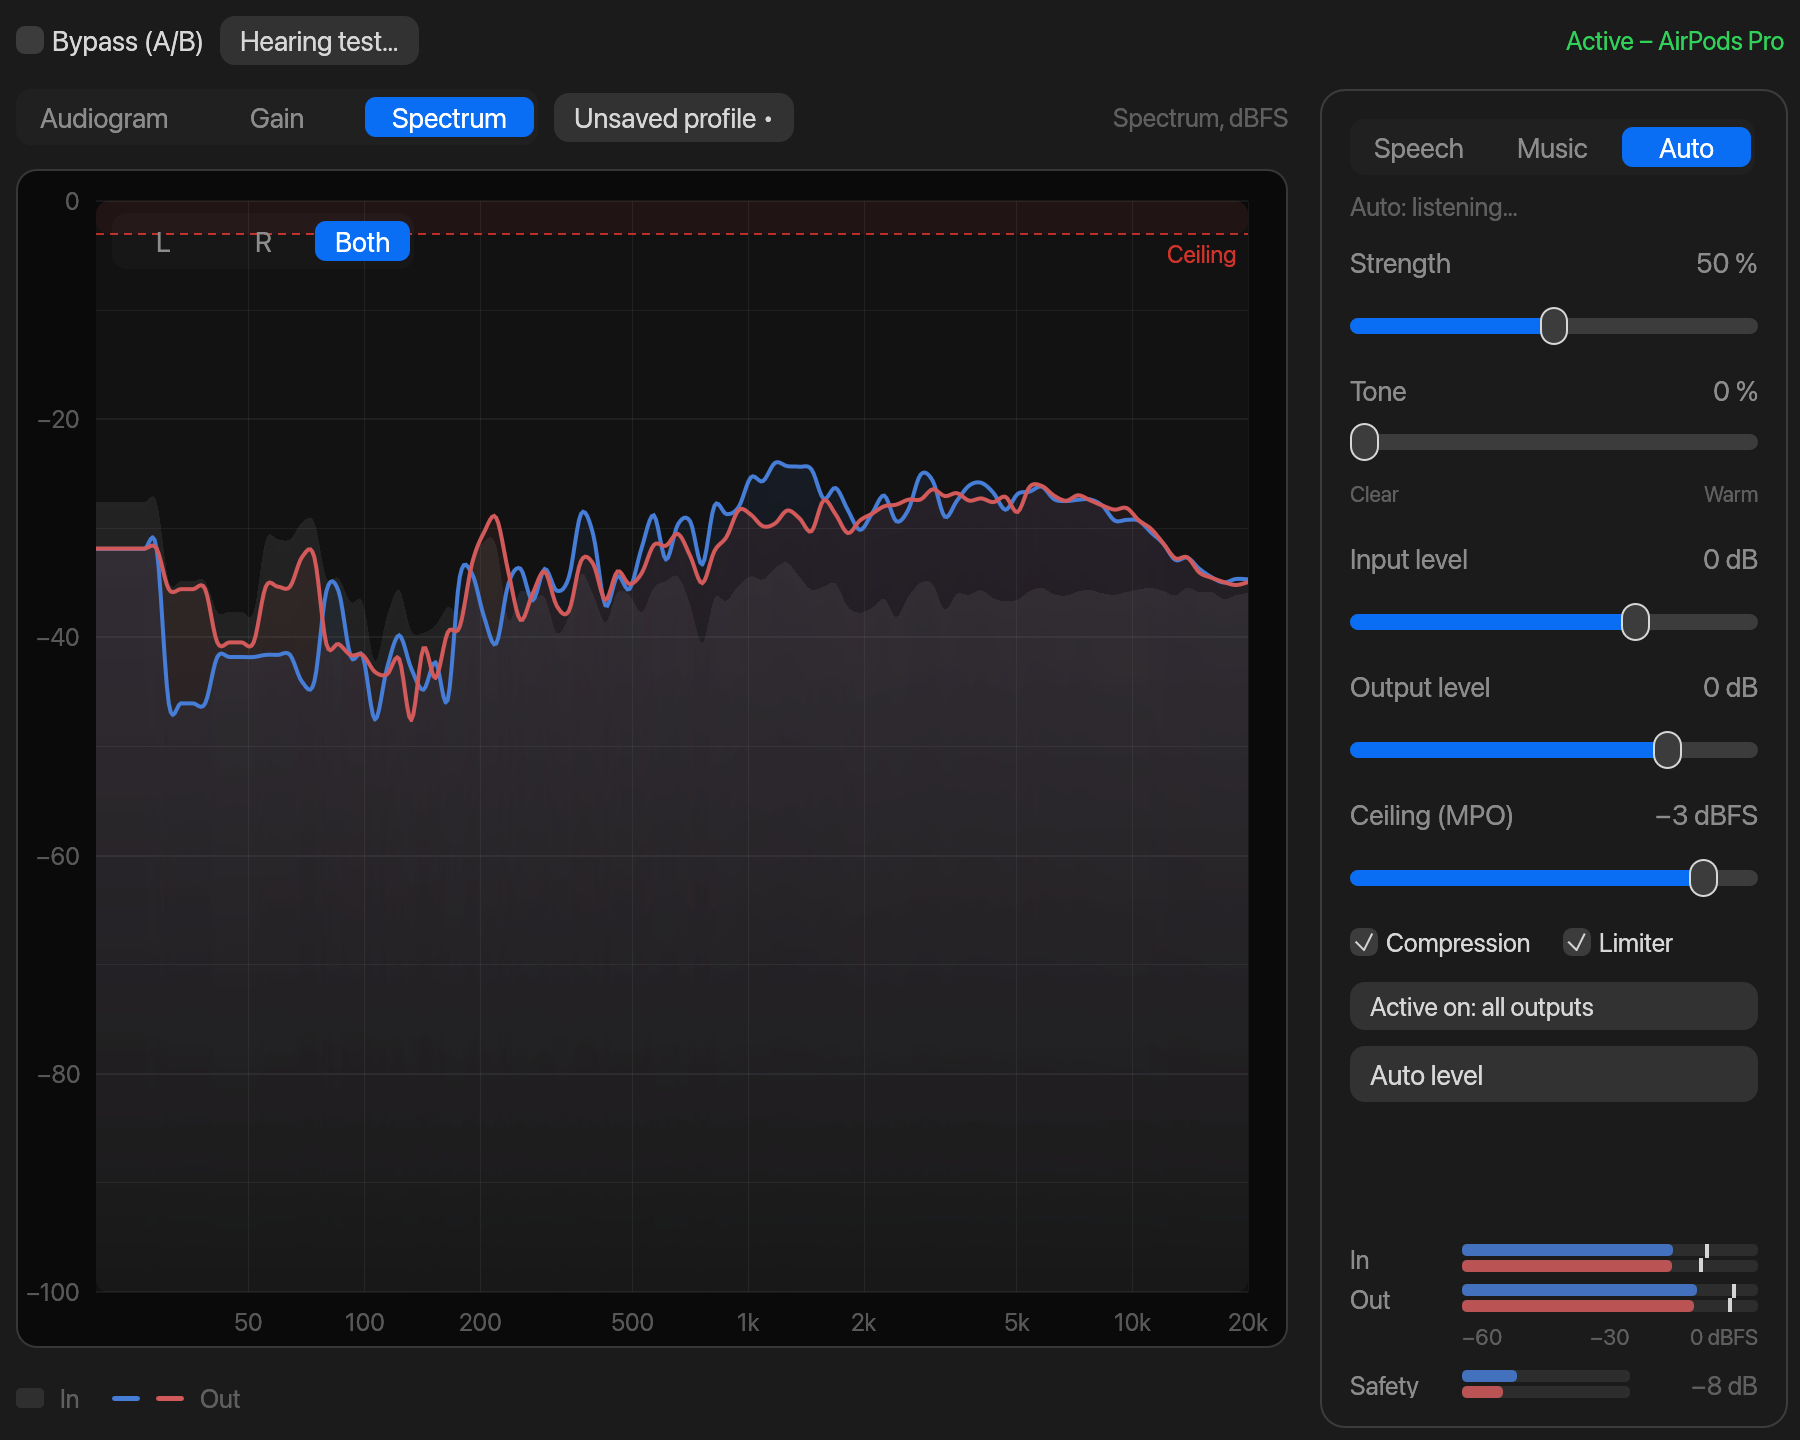 Bypass (A/B) Hearing test... Active – AirPods Pro
Audiogram Gain Spectrum Unsaved profile • Spectrum, dBFS
L R Both
Ceiling
0
−20
−40
−60
−80
−100
50 100 200 500 1k 2k 5k 10k 20k
In Out
Speech Music Auto
Auto: listening...
Strength 50 %
Tone 0 %
Clear Warm
Input level 0 dB
Output level 0 dB
Ceiling (MPO) −3 dBFS
Compression Limiter
Active on: all outputs
Auto level
In
Out
−60 −30 0 dBFS
Safety −8 dB